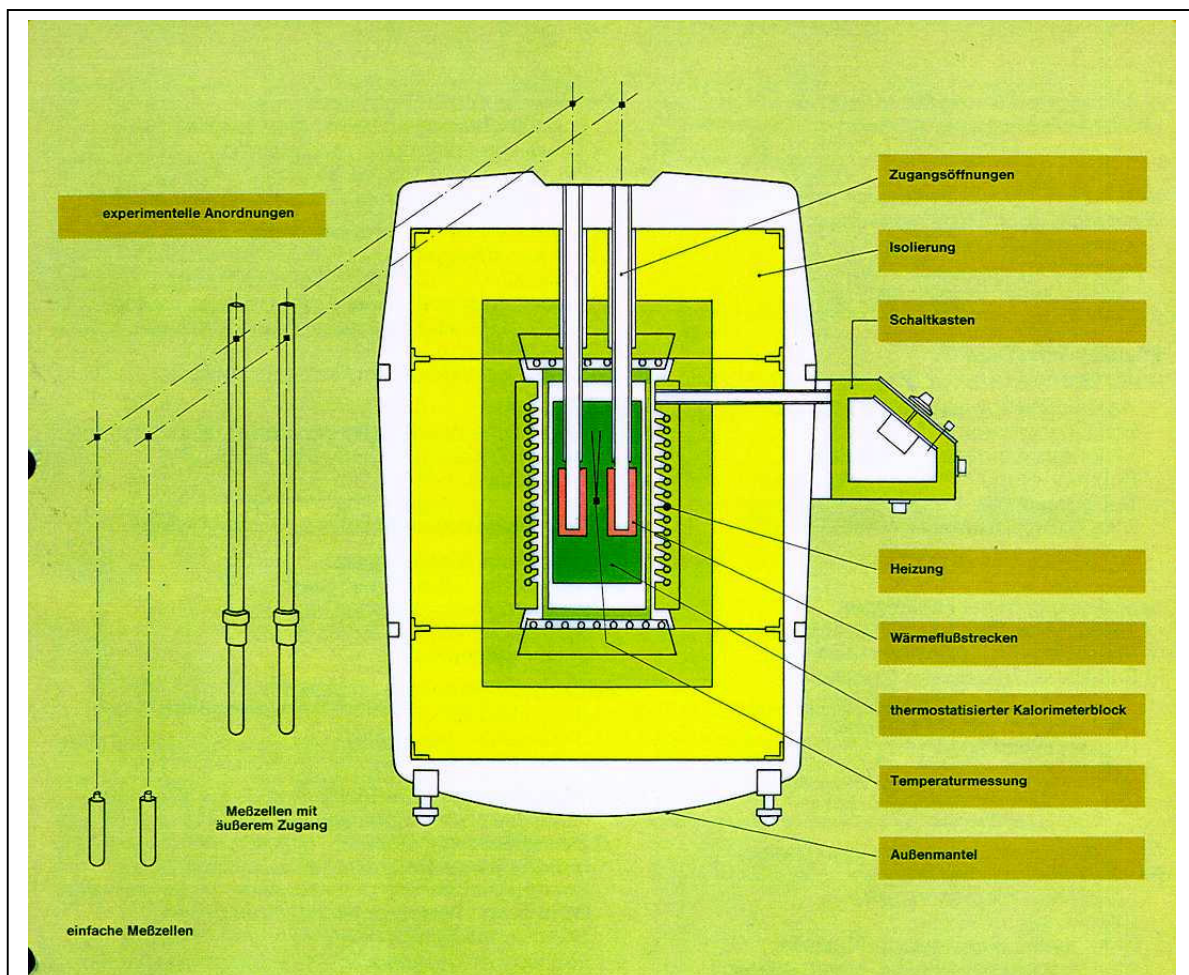 experimentelle Anordnungen
Zugangsöffnungen
Isolierung
Schaltkasten
Heizung
Wärmeflußstrecken
thermostatisierter Kalorimeterblock
Temperaturmessung
Außenmantel
Meßzellen mit
äußerem Zugang
einfache Meßzellen